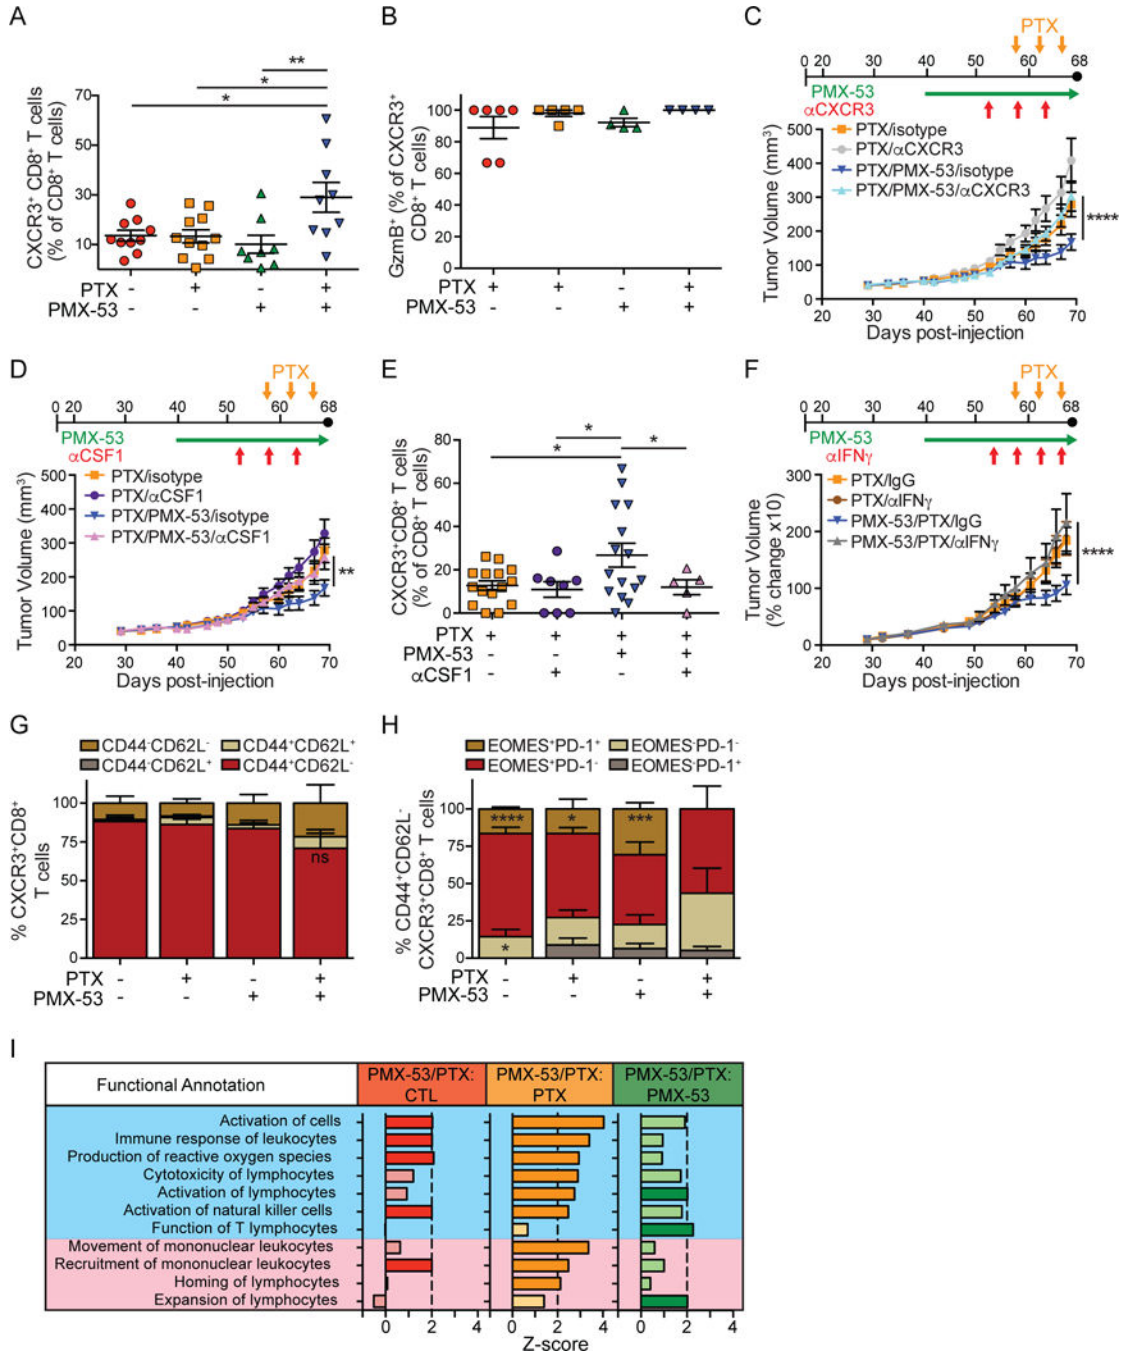 A
CXCR3⁺ CD8⁺ T cells
(% of CD8⁺ T cells)
70
50
30
10
**
*
*
PTX - + - +
PMX-53 - - + +
B
GzmB⁺ (% of CXCR3⁺
CD8⁺ T cells)
100
80
60
40
20
0
PTX + + - +
PMX-53 - - + +
C
PTX
0 20 40 60 68
PMX-53
αCXCR3
Tumor Volume (mm³)
500
400
300
200
100
0
PTX/isotype
PTX/αCXCR3
PTX/PMX-53/isotype
PTX/PMX-53/αCXCR3
****
20 30 40 50 60 70
Days post-injection
D
PTX
0 20 30 40 50 60 68
PMX-53
αCSF1
Tumor Volume (mm³)
500
400
300
200
100
0
PTX/isotype
PTX/αCSF1
PTX/PMX-53/isotype
PTX/PMX-53/αCSF1
**
20 30 40 50 60 70
Days post-injection
E
CXCR3⁺CD8⁺ T cells
(% of CD8⁺ T cells)
80
60
40
20
0
*
*
*
PTX + + + +
PMX-53 - - + +
αCSF1 - + - +
F
PTX
0 20 40 60 68
PMX-53
αIFNγ
Tumor Volume
(% change x10)
300
200
100
0
PTX/IgG
PTX/αIFNγ
PMX-53/PTX/IgG
PMX-53/PTX/αIFNγ
****
20 30 40 50 60 70
Days post-injection
G
CD44⁻CD62L⁻ CD44⁺CD62L⁺
CD44⁻CD62L⁺ CD44⁺CD62L⁻
% CXCR3⁺CD8⁺
T cells
100
75
50
25
0
ns
PTX - + - +
PMX-53 - - + +
H
EOMES⁺PD-1⁺ EOMES⁻PD-1⁻
EOMES⁺PD-1⁻ EOMES⁻PD-1⁺
% CD44⁺CD62L⁻
CXCR3⁺CD8⁺ T cells
100
75
50
25
0
**** * ***
*
PTX - + - +
PMX-53 - - + +
I
Functional Annotation
PMX-53/PTX:
CTL
PMX-53/PTX:
PTX
PMX-53/PTX:
PMX-53
Activation of cells
Immune response of leukocytes
Production of reactive oxygen species
Cytotoxicity of lymphocytes
Activation of lymphocytes
Activation of natural killer cells
Function of T lymphocytes
Movement of mononuclear leukocytes
Recruitment of mononuclear leukocytes
Homing of lymphocytes
Expansion of lymphocytes
0 2 4 0 2 4 0 2 4
Z-score